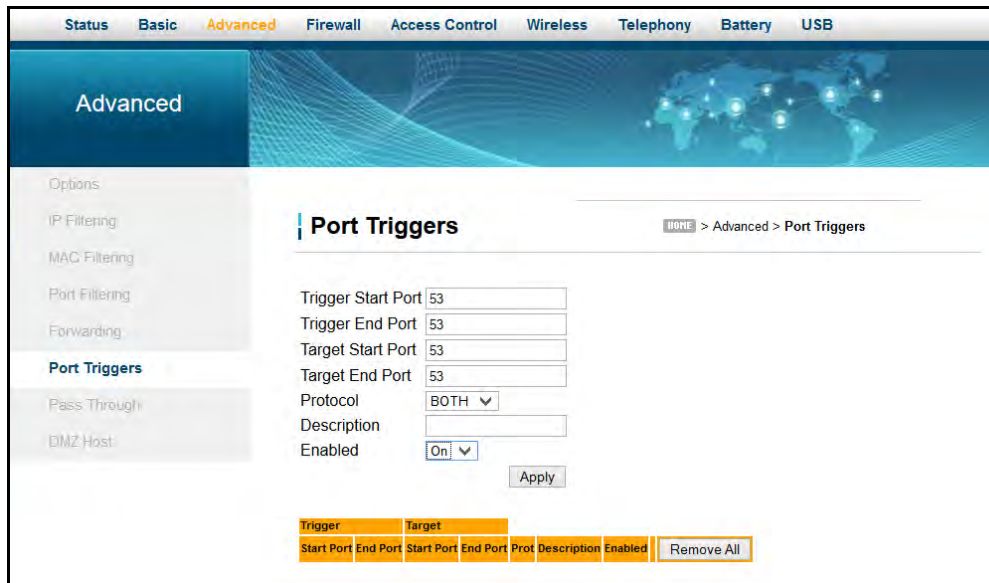 Status Basic Advanced Firewall Access Control Wireless Telephony Battery USB
Advanced
Options
IP Filtering
MAC Filtering
Port Filtering
Forwarding
Port Triggers
Pass Through
DMZ Host
Port Triggers
HOME > Advanced > Port Triggers
Trigger Start Port 53
Trigger End Port 53
Target Start Port 53
Target End Port 53
Protocol BOTH
Description
Enabled On
Apply
Trigger Target
Start Port End Port Start Port End Port Prot Description Enabled Remove All